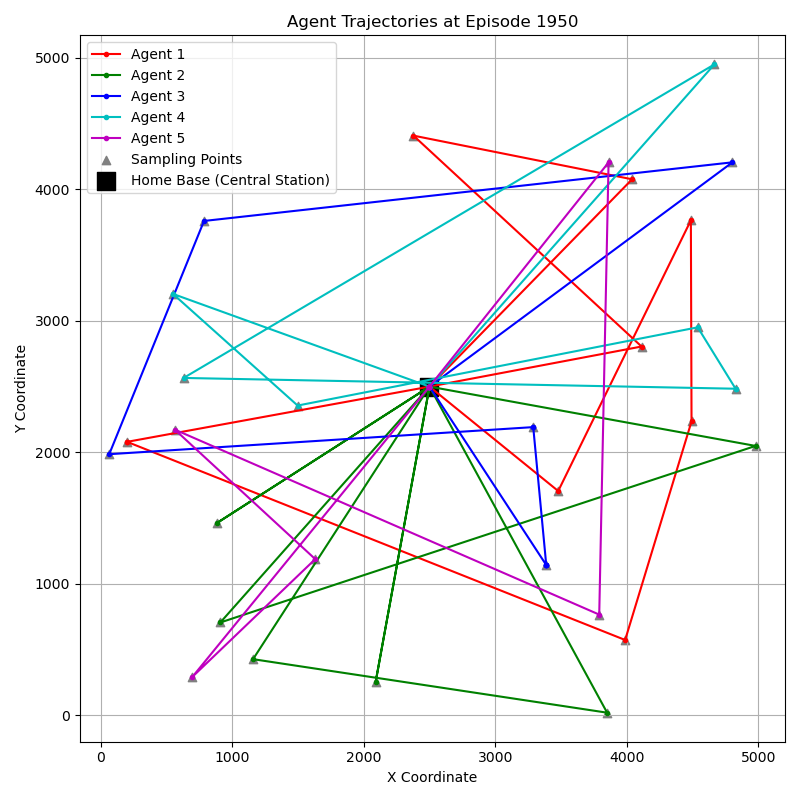 Agent Trajectories at Episode 1950
Agent 1
Agent 2
Agent 3
Agent 4
Agent 5
Sampling Points
Home Base (Central Station)
Y Coordinate
5000
4000
3000
2000
1000
0
0 1000 2000 3000 4000 5000
X Coordinate